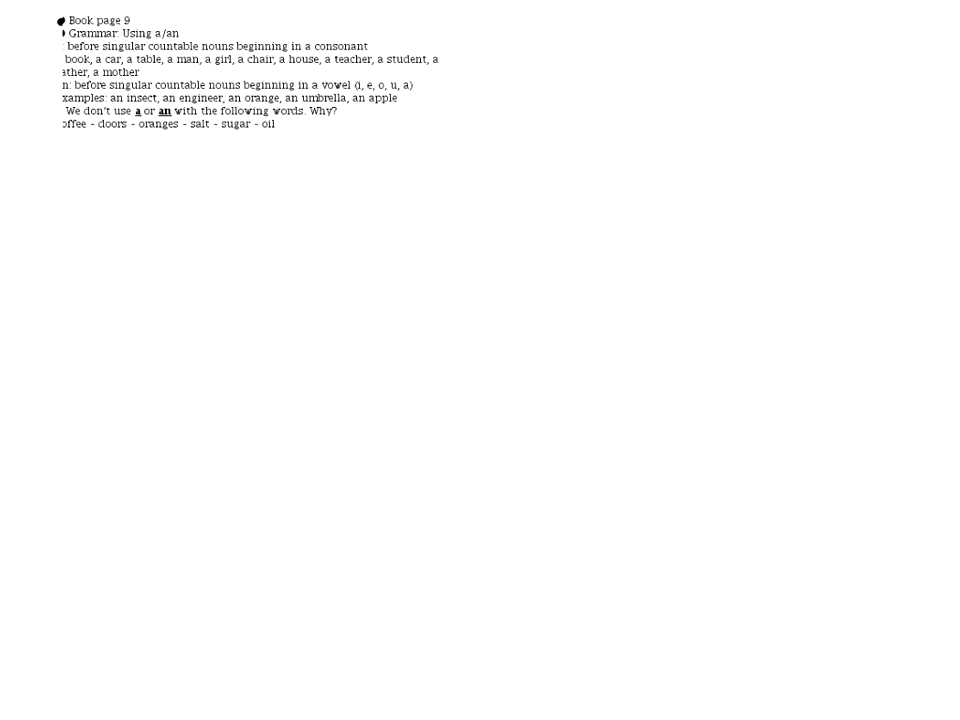 Book page 9
Grammar: Using a/an
: before singular countable nouns beginning in a consonant
book, a car, a table, a man, a girl, a chair, a house, a teacher, a student, a
ather, a mother
n: before singular countable nouns beginning in a vowel (i, e, o, u, a)
xamples: an insect, an engineer, an orange, an umbrella, an apple
We don't use a or an with the following words. Why?
offee - doors - oranges - salt - sugar - oil